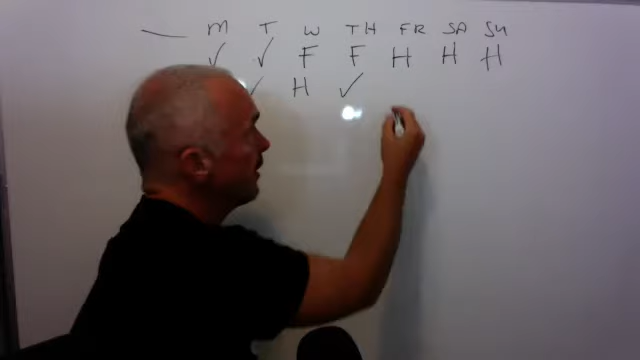 M T W TH FR SA SU
✓ ✓ F F H H H
✓ H ✓